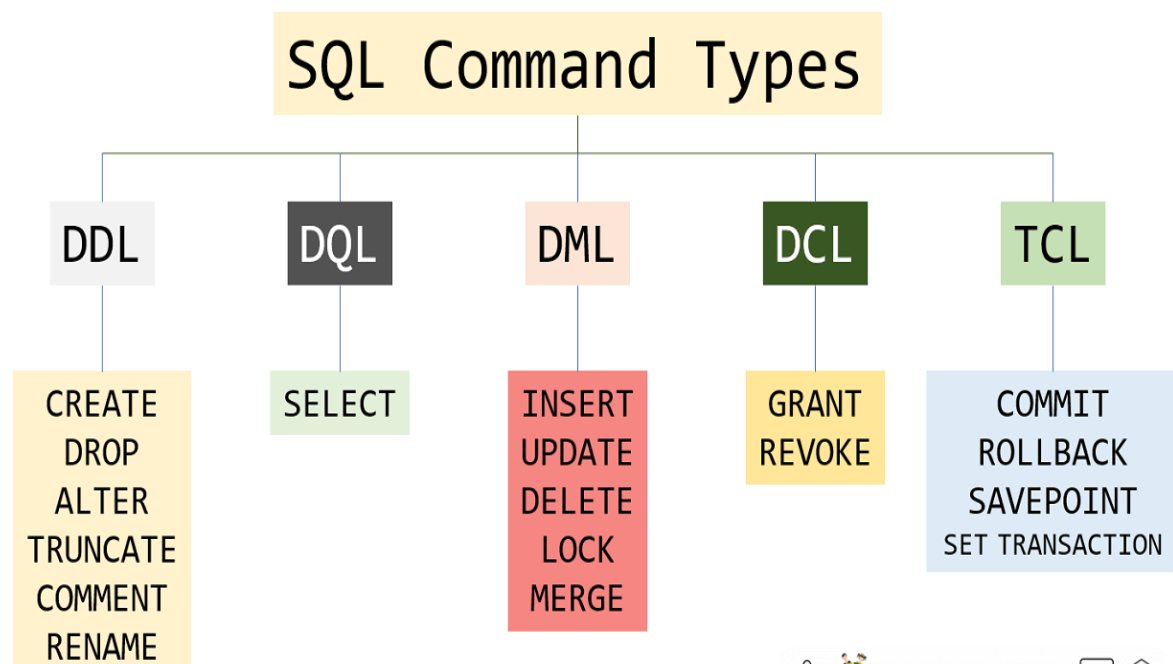 SQL Command Types
DDL
DQL
DML
DCL
TCL
CREATE
DROP
ALTER
TRUNCATE
COMMENT
RENAME
SELECT
INSERT
UPDATE
DELETE
LOCK
MERGE
GRANT
REVOKE
COMMIT
ROLLBACK
SAVEPOINT
SET TRANSACTION